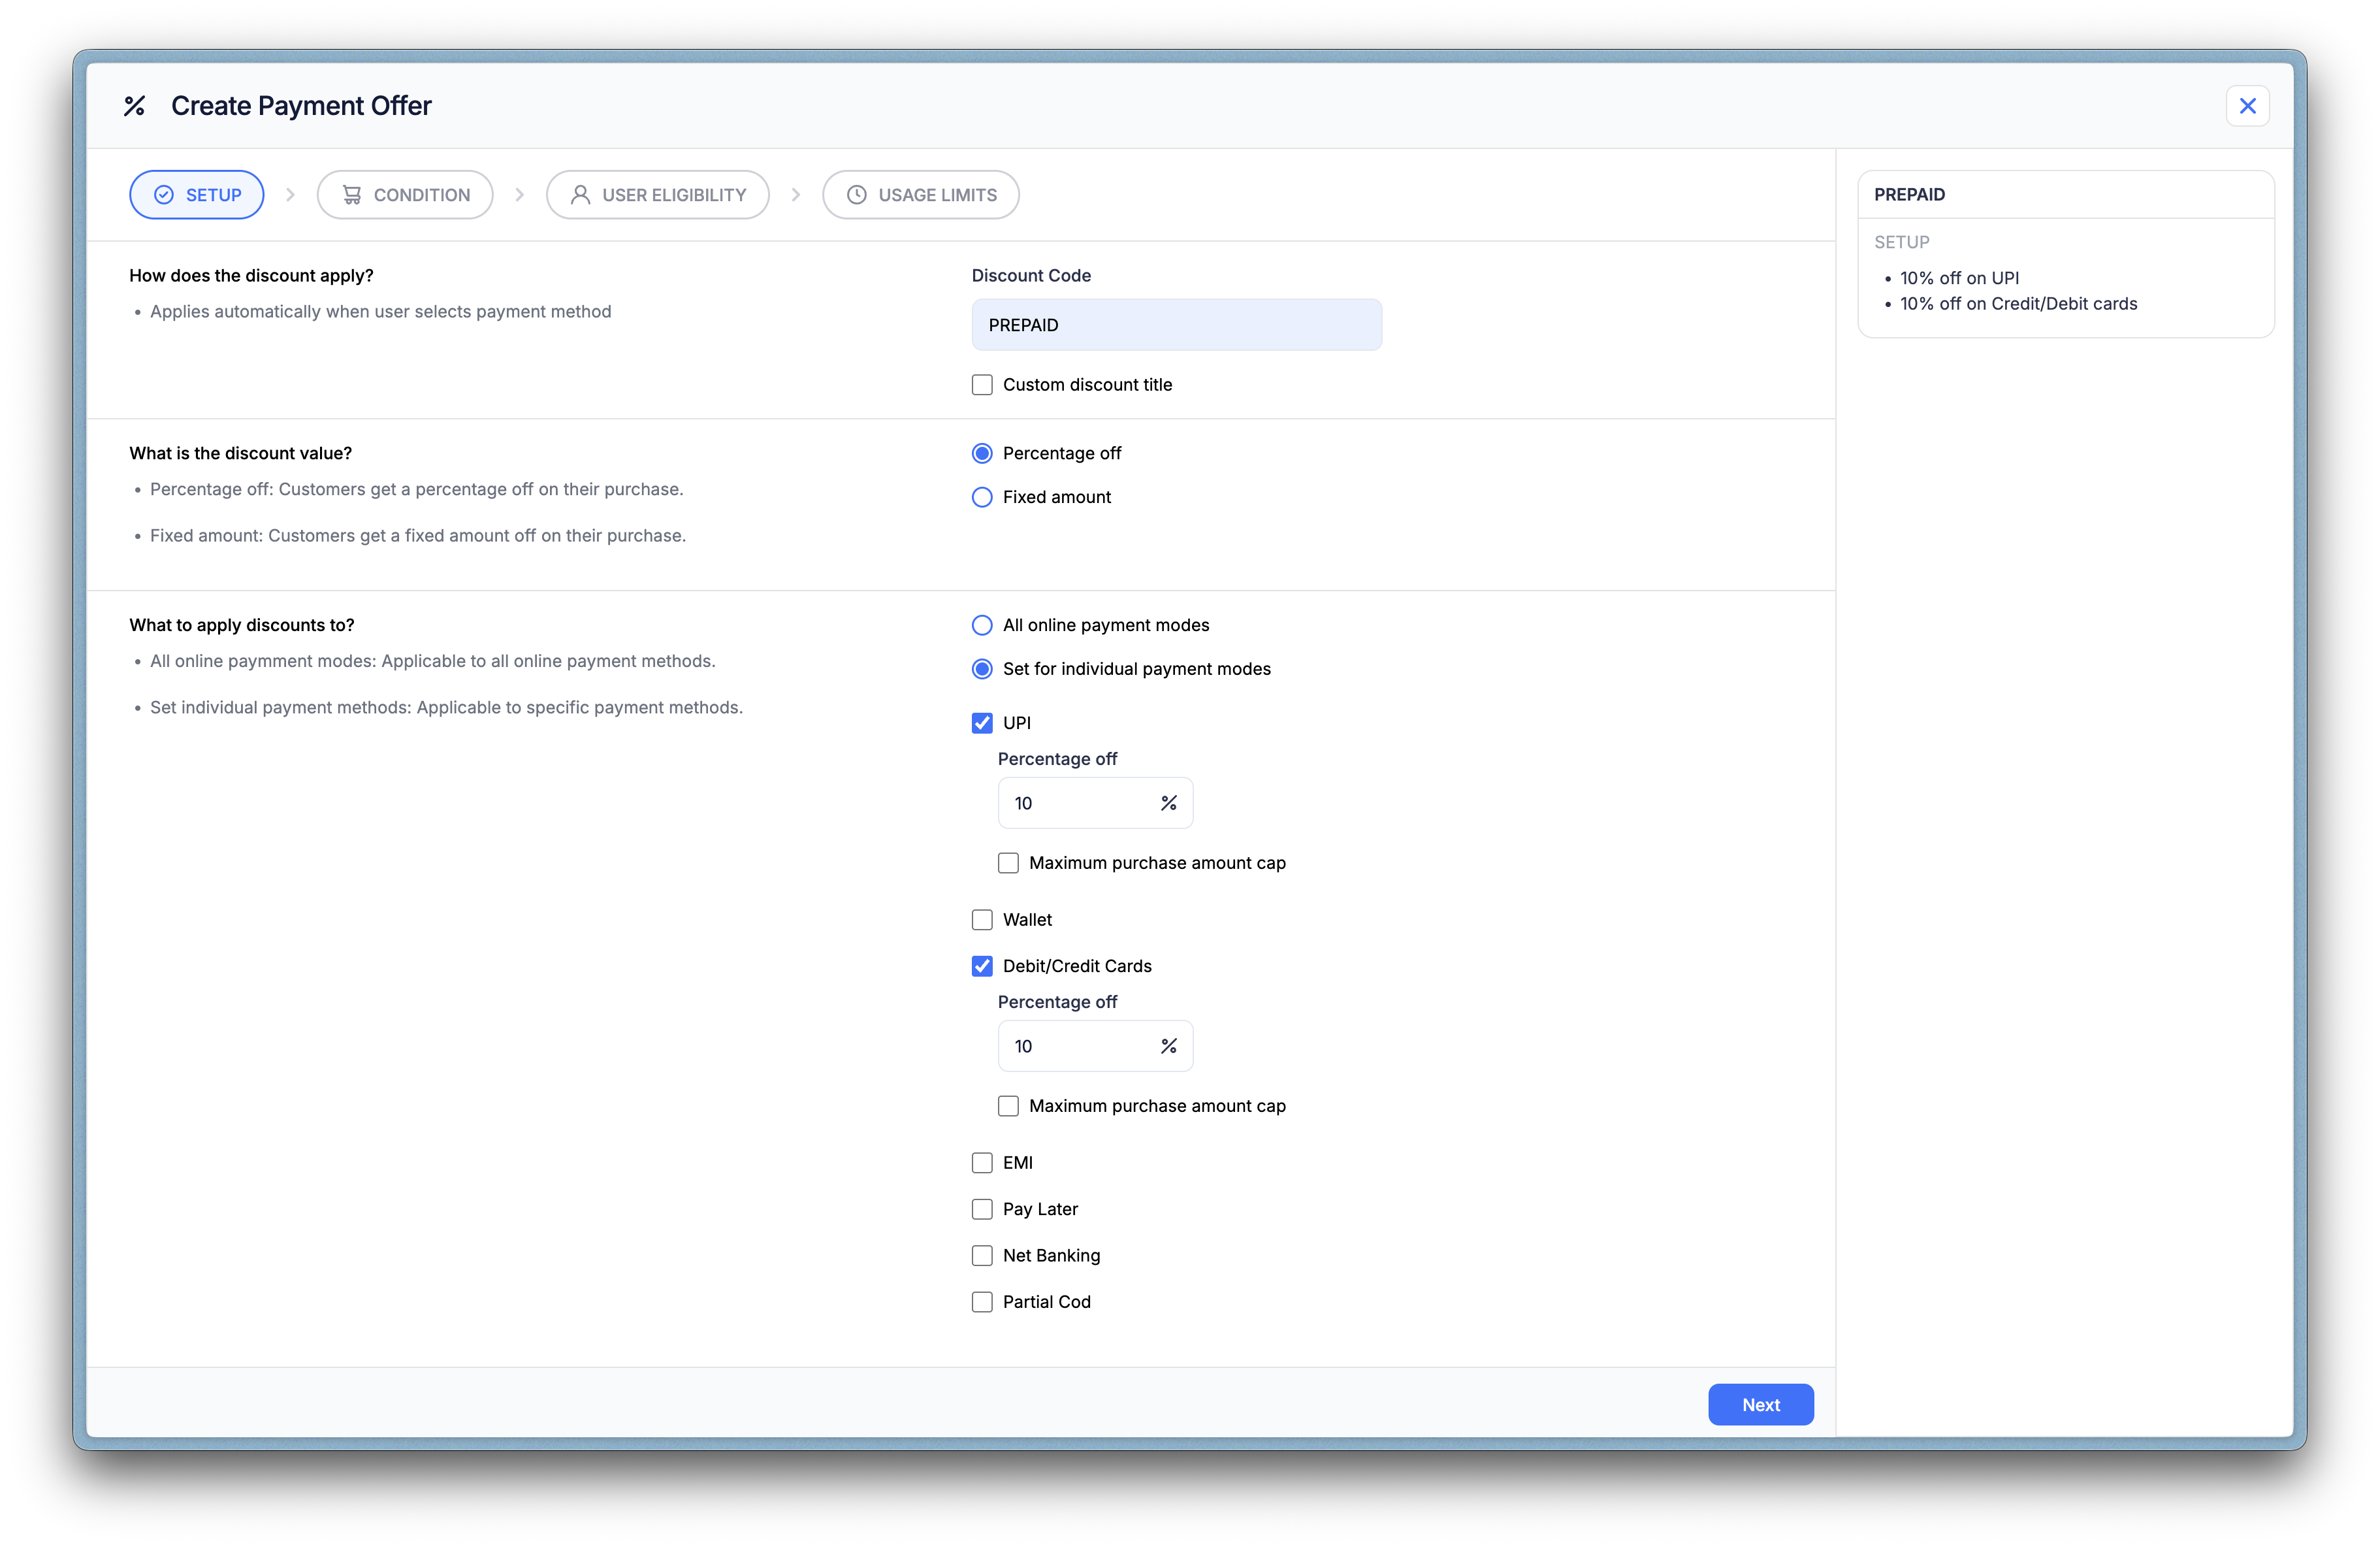 Create Payment Offer
SETUP
CONDITION
USER ELIGIBILITY
USAGE LIMITS
How does the discount apply?
• Applies automatically when user selects payment method
Discount Code
PREPAID
Custom discount title
What is the discount value?
• Percentage off: Customers get a percentage off on their purchase.
• Fixed amount: Customers get a fixed amount off on their purchase.
Percentage off
Fixed amount
What to apply discounts to?
• All online paymment modes: Applicable to all online payment methods.
• Set individual payment methods: Applicable to specific payment methods.
All online payment modes
Set for individual payment modes
UPI
Percentage off
10 %
Maximum purchase amount cap
Wallet
Debit/Credit Cards
Percentage off
10 %
Maximum purchase amount cap
EMI
Pay Later
Net Banking
Partial Cod
Next
PREPAID
SETUP
• 10% off on UPI
• 10% off on Credit/Debit cards